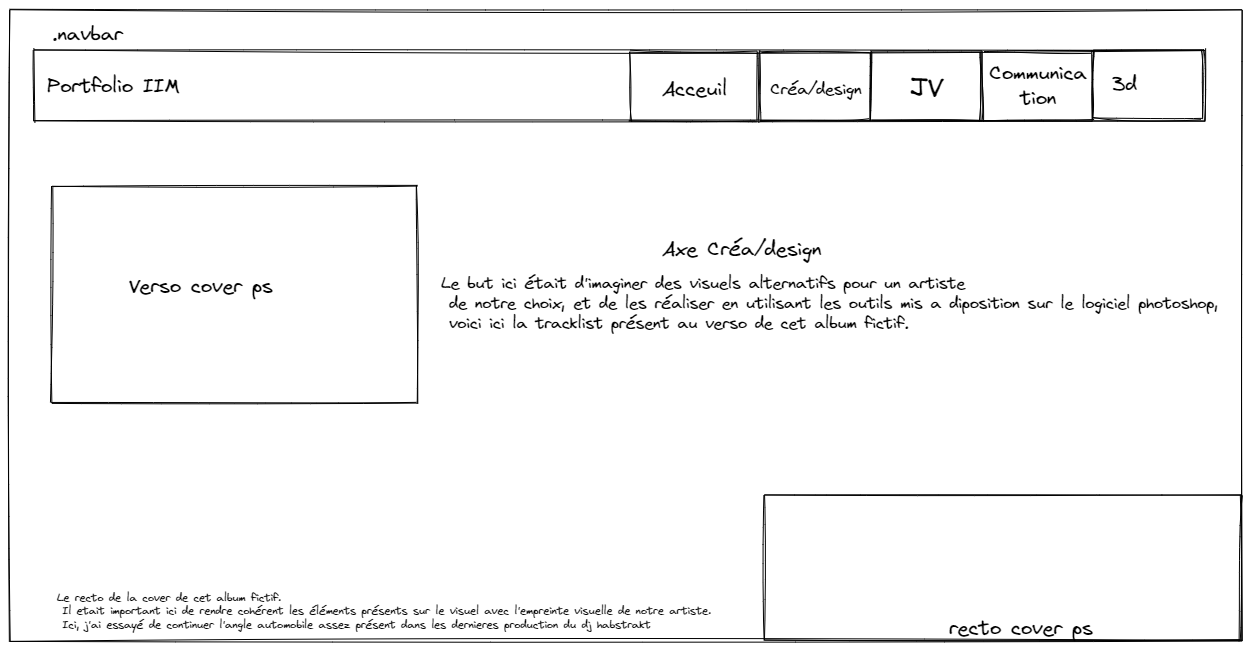 .navbar
Portfolio IIM
Acceuil
Créa/design
JV
Communica
tion
3d
Verso cover ps
Axe Créa/design
Le but ici était d'imaginer des visuels alternatifs pour un artiste
de notre choix, et de les réaliser en utilisant les outils mis a diposition sur le logiciel photoshop,
voici ici la tracklist présent au verso de cet album fictif.
Le recto de la cover de cet album fictif.
Il etait important ici de rendre cohérent les éléments présents sur le visuel avec l'empreinte visuelle de notre artiste.
Ici, j'ai essayé de continuer l'angle automobile assez présent dans les dernieres production du dj habstrakt
recto cover ps